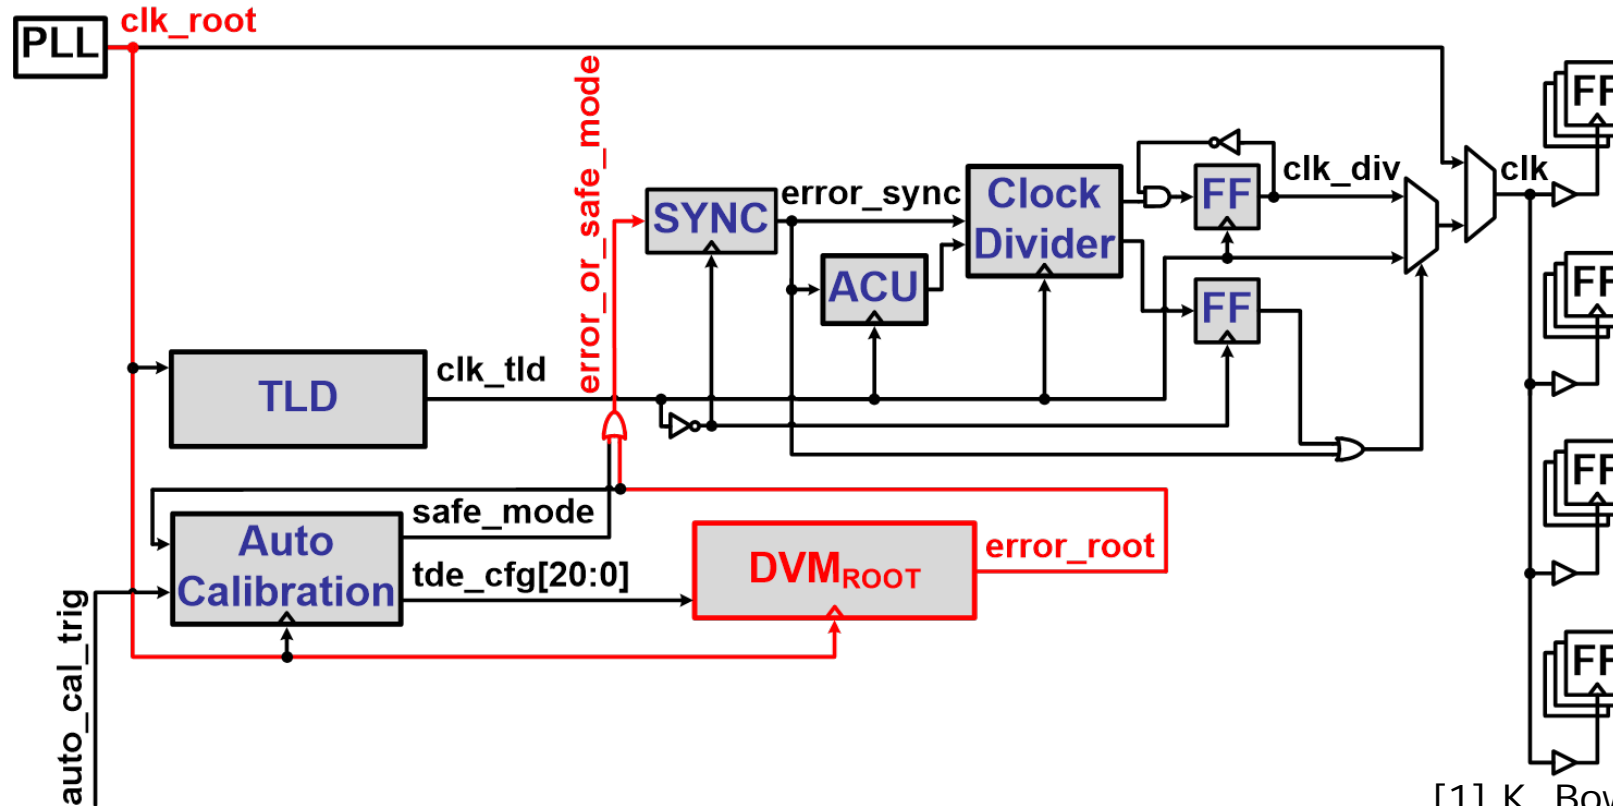 clk_root
PLL
error_or_safe_mode
FF
clk_div
clk
error_sync
Clock
Divider
FF
SYNC
ACU
FF
FF
TLD
clk_tld
FF
safe_mode
Auto
Calibration
tde_cfg[20:0]
DVMROOT
error_root
FF
auto_cal_trig
[1] K. Bow